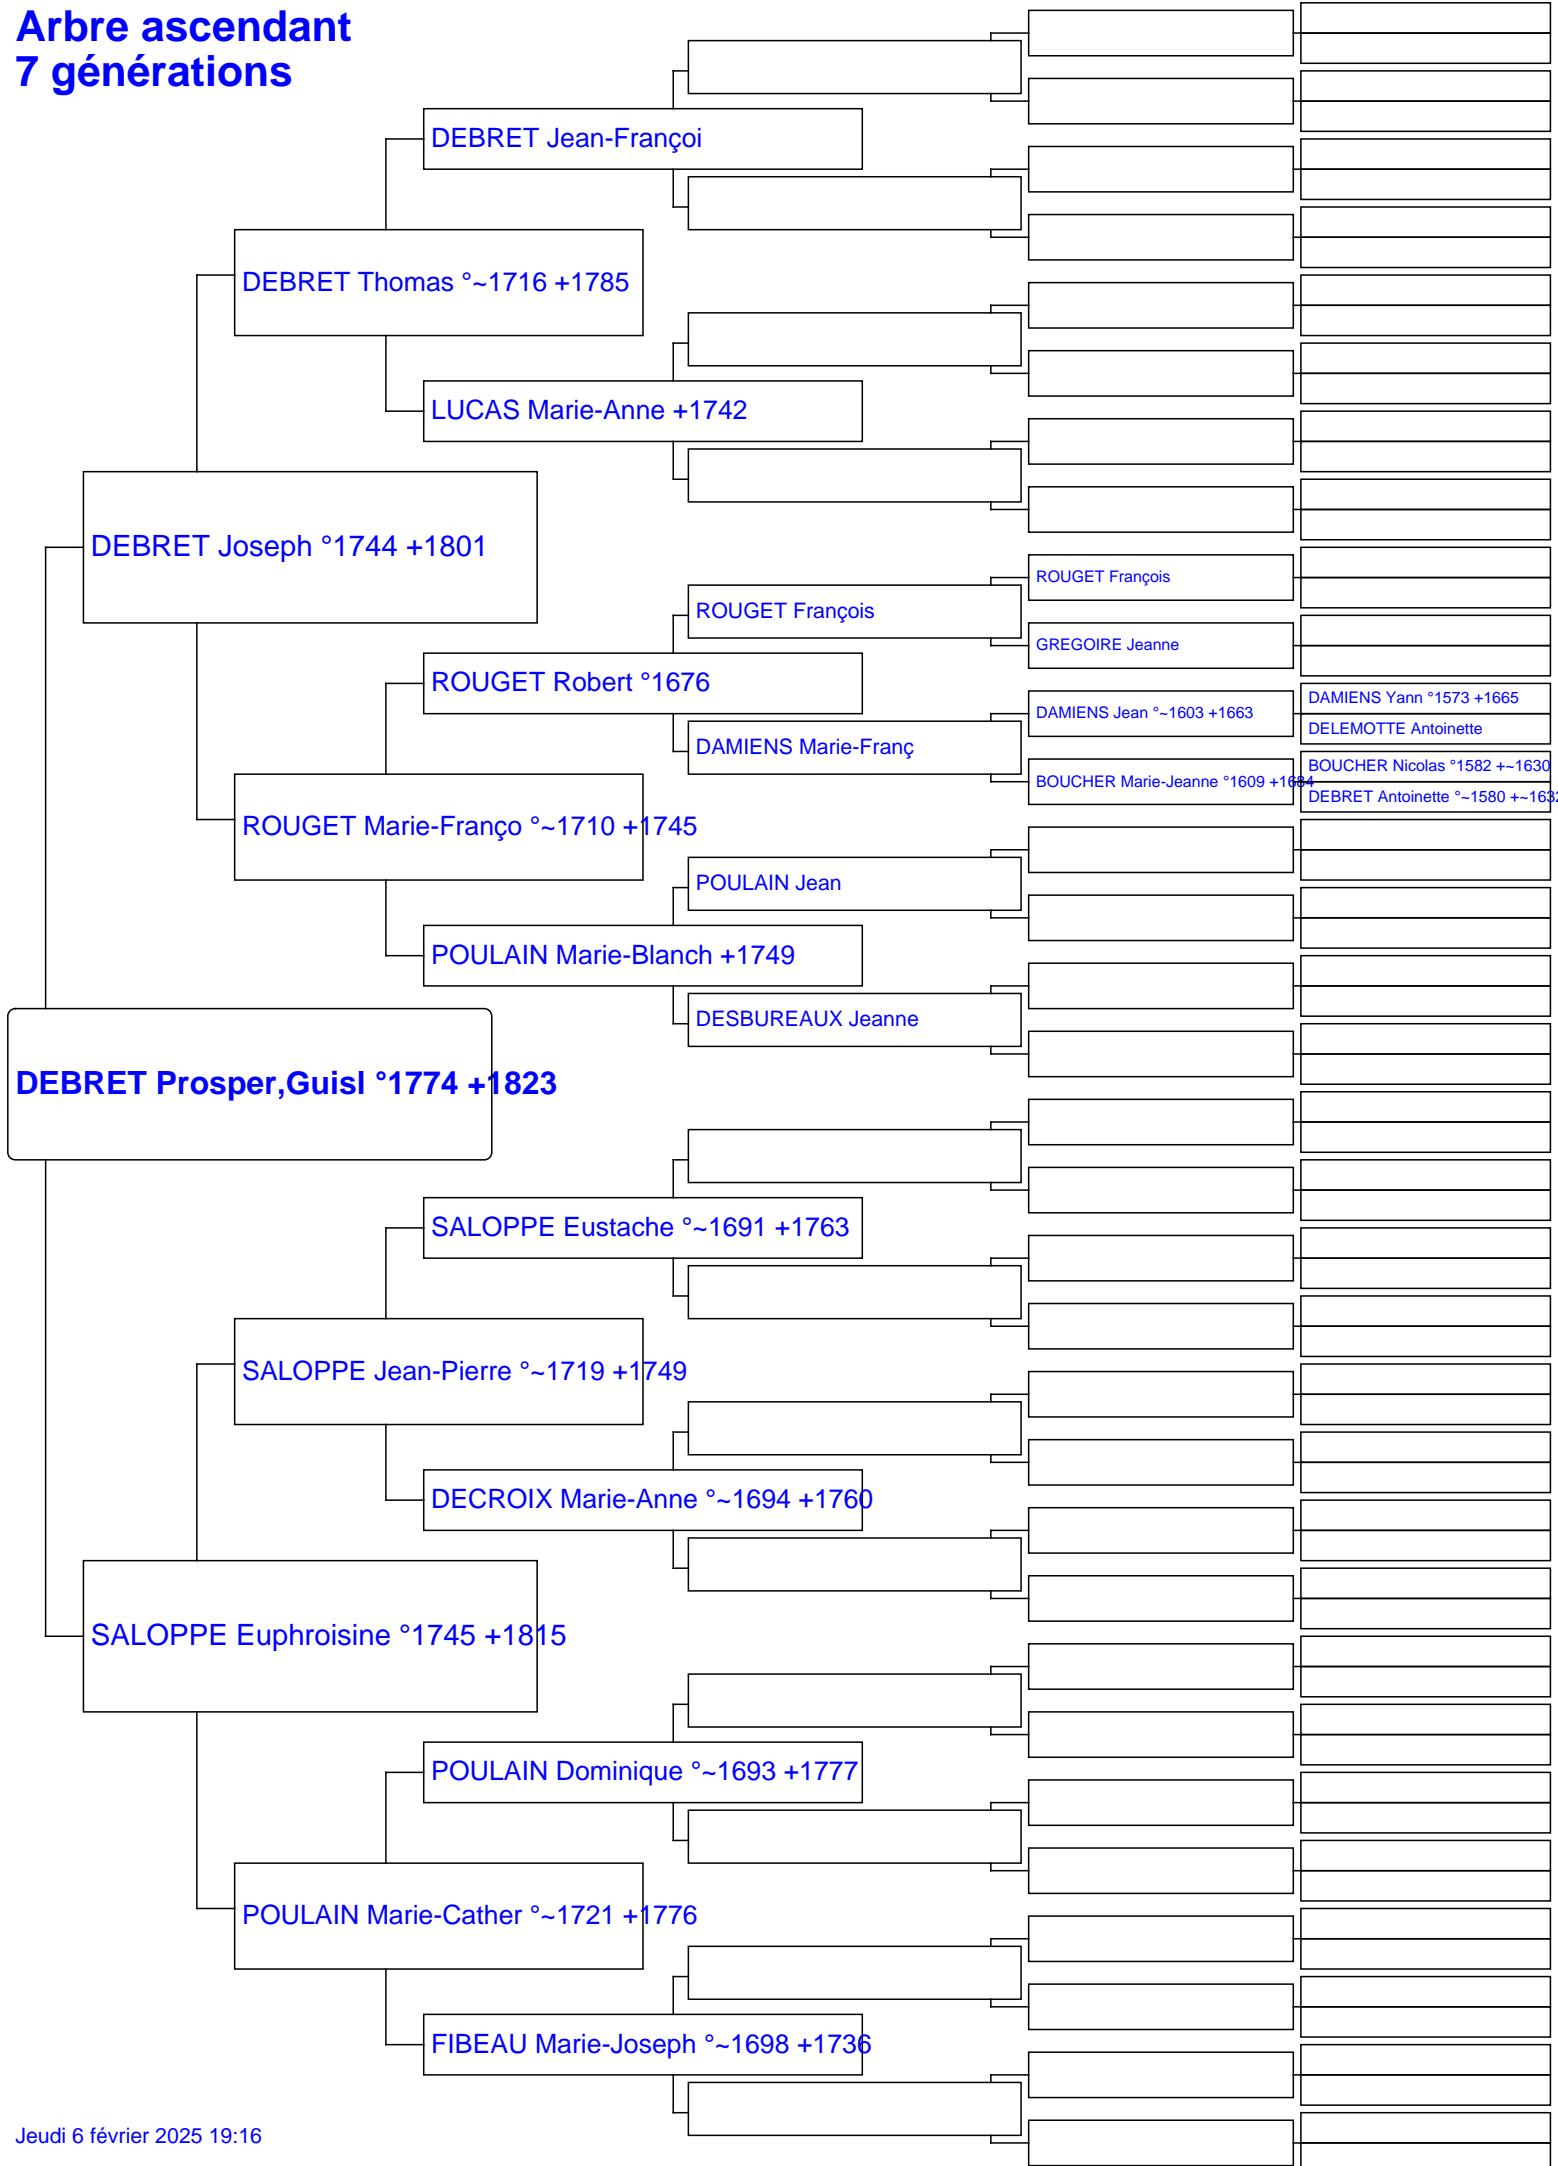 Arbre ascendant
7 générations
DEBRET Jean-Françoi
DEBRET Thomas °~1716 +1785
LUCAS Marie-Anne +1742
DEBRET Joseph °1744 +1801
ROUGET François
ROUGET François
GREGOIRE Jeanne
ROUGET Robert °1676
DAMIENS Yann °1573 +1665
DAMIENS Jean °~1603 +1663
DELEMOTTE Antoinette
DAMIENS Marie-Franç
BOUCHER Nicolas °1582 +~1630
BOUCHER Marie-Jeanne °1609 +1684
DEBRET Antoinette °~1580 +~1632
ROUGET Marie-Franço °~1710 +1745
POULAIN Jean
POULAIN Marie-Blanch +1749
DESBUREAUX Jeanne
DEBRET Prosper,Guisl °1774 +1823
SALOPPE Eustache °~1691 +1763
SALOPPE Jean-Pierre °~1719 +1749
DECROIX Marie-Anne °~1694 +1760
SALOPPE Euphroisine °1745 +1815
POULAIN Dominique °~1693 +1777
POULAIN Marie-Cather °~1721 +1776
FIBEAU Marie-Joseph °~1698 +1736
Jeudi 6 février 2025 19:16